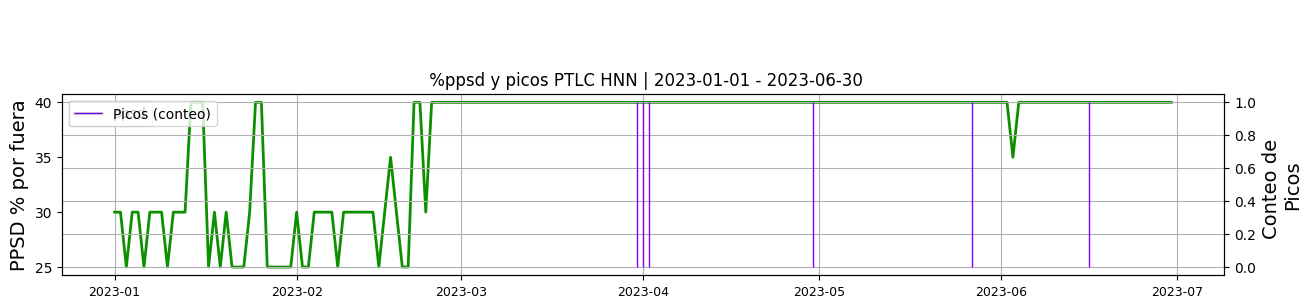 %ppsd y picos PTLC HNN | 2023-01-01 - 2023-06-30
PPSD % por fuera
40
35
30
25
Picos (conteo)
1.0
0.8
0.6
0.4
0.2
0.0
Conteo de
Picos
2023-01 2023-02 2023-03 2023-04 2023-05 2023-06 2023-07